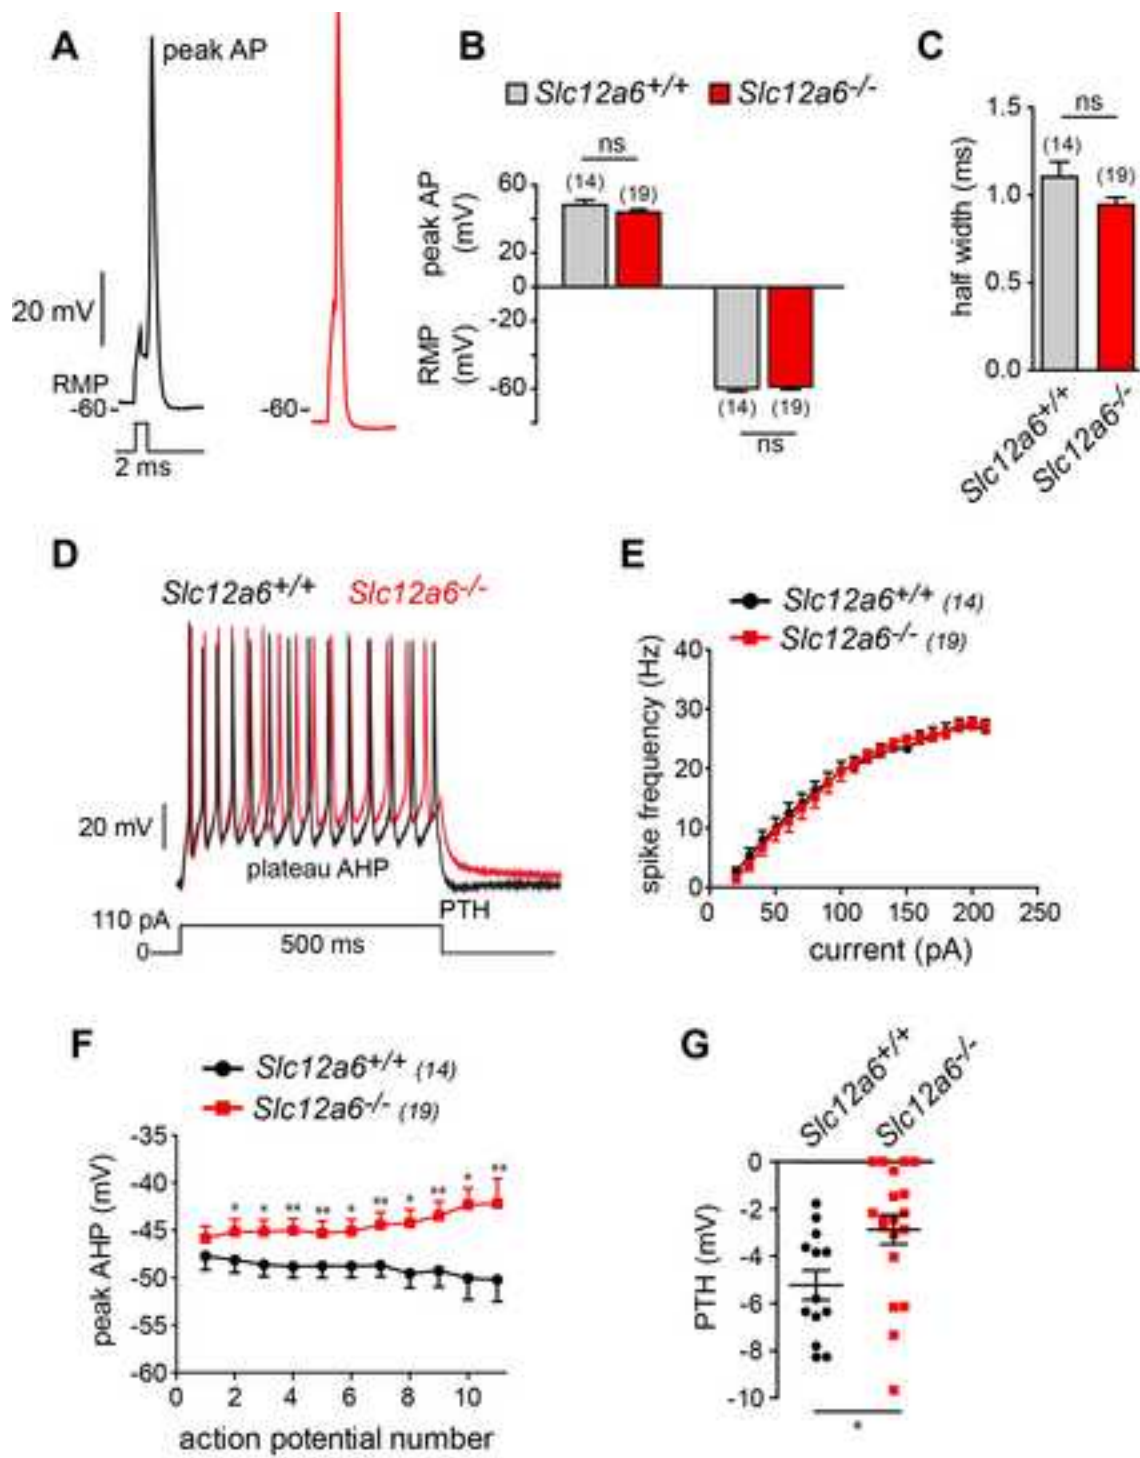 A
peak AP
20 mV
RMP
-60-
-60-
2 ms
B
Slc12a6+/+
Slc12a6-/-
ns
peak AP
(mV)
RMP
(mV)
60
20
0
-20
-60
(14)
(19)
(14)
(19)
ns
C
half width (ms)
1.5
1.0
0.5
0.0
ns
(14)
(19)
Slc12a6+/+
Slc12a6-/-
D
Slc12a6+/+
Slc12a6-/-
20 mV
plateau AHP
PTH
110 pA
0
500 ms
E
Slc12a6+/+ (14)
Slc12a6-/- (19)
spike frequency (Hz)
40
30
20
10
0
0 50 100 150 200 250
current (pA)
F
Slc12a6+/+ (14)
Slc12a6-/- (19)
peak AHP (mV)
-35
-40
-45
-50
-55
-60
* * ** ** * ** * ** * **
0 2 4 6 8 10
action potential number
G
Slc12a6+/+
Slc12a6-/-
PTH (mV)
0
-2
-4
-6
-8
-10
*